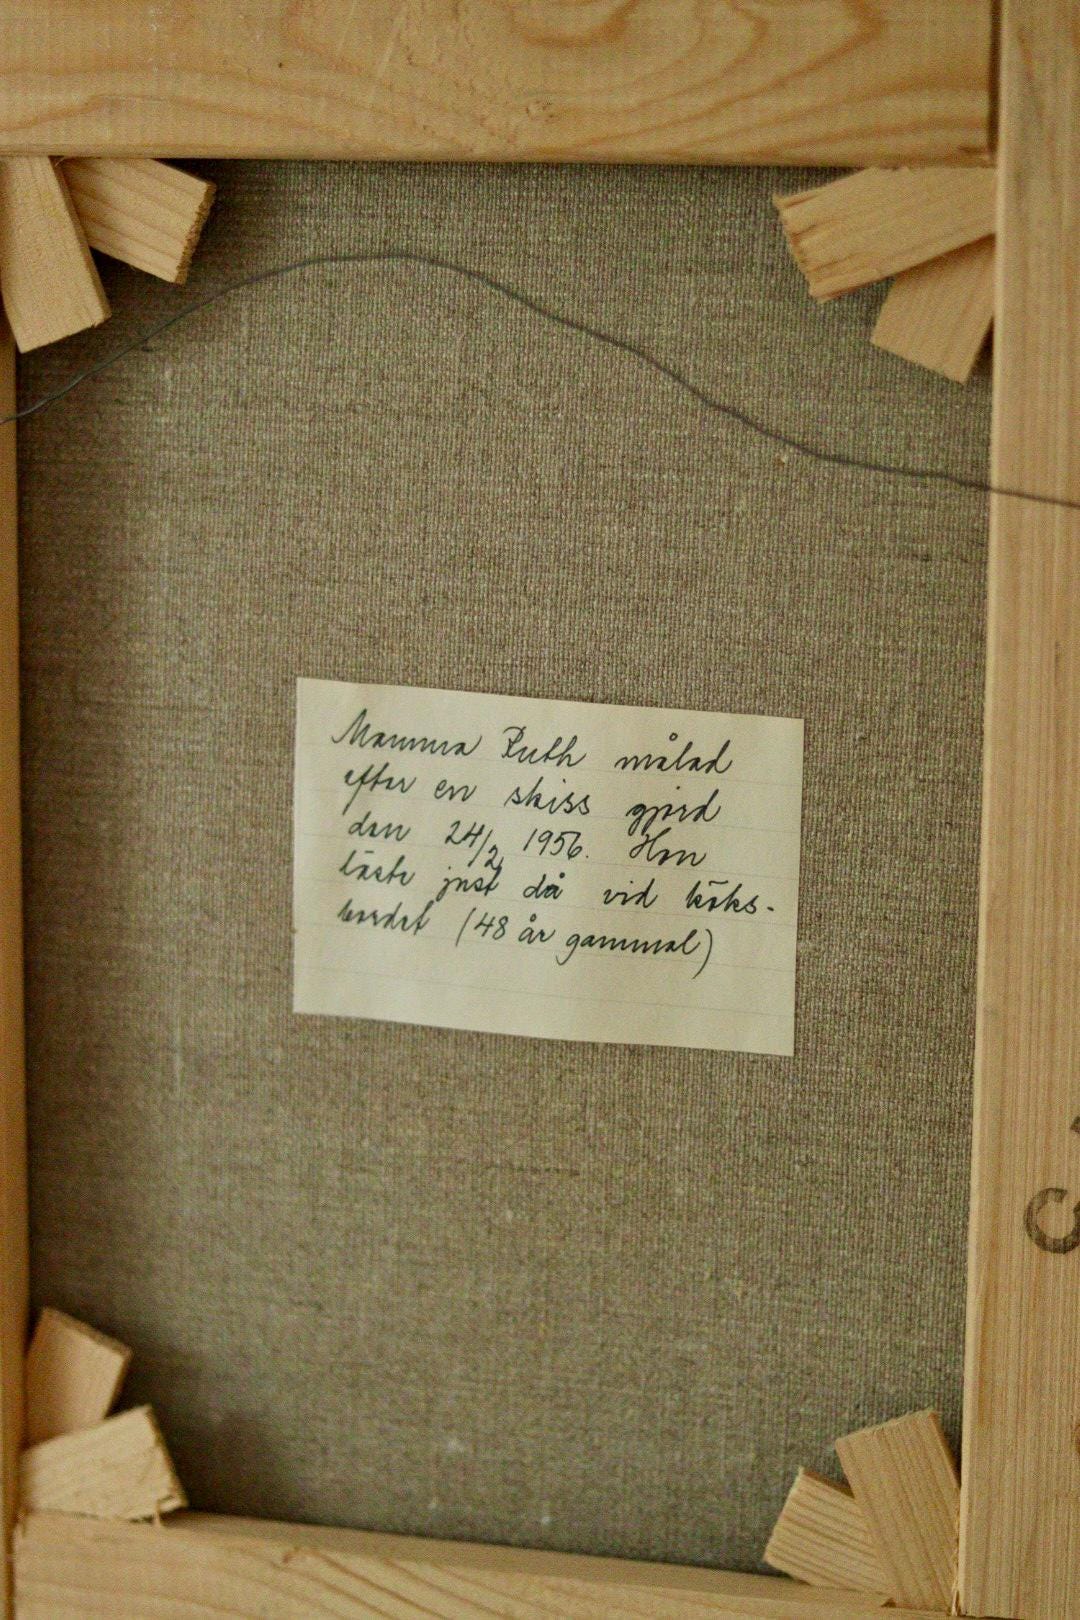 Mamma Ruth målad
efter en skiss gjord
den 24/2 1956. Hon
läste just då vid köks-
bordet (48 år gammal)
C